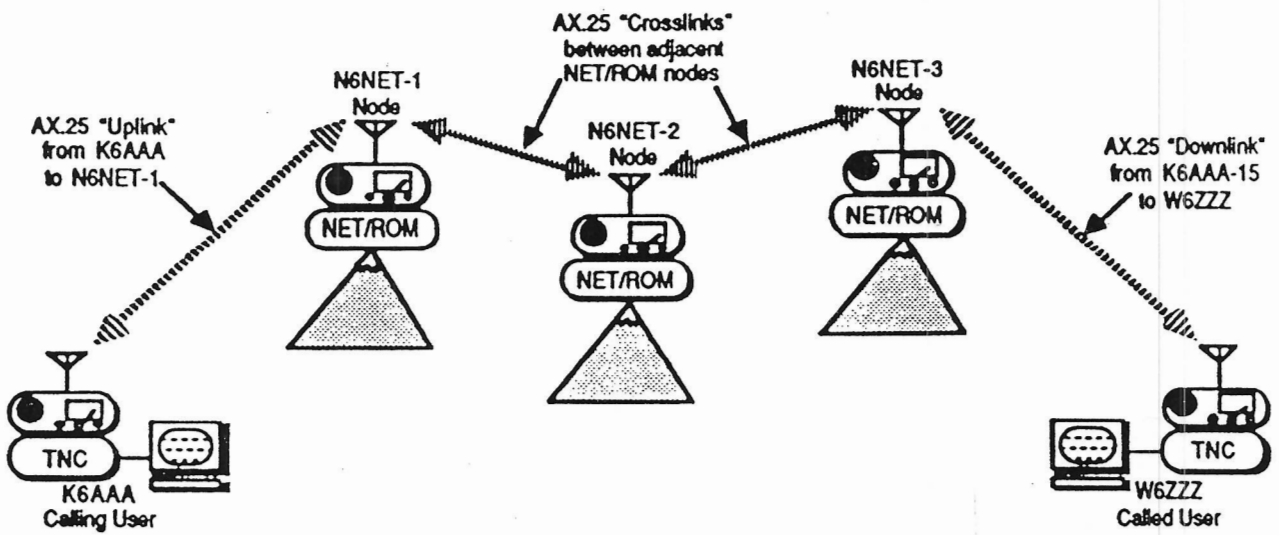 AX.25 "Crosslinks"
between adjacent
NET/ROM nodes
N6NET-1
Node
N6NET-3
Node
AX.25 "Uplink"
from K6AAA
to N6NET-1
N6NET-2
Node
AX.25 "Downlink"
from K6AAA-15
to W6ZZZ
NET/ROM
NET/ROM
NET/ROM
TNC
K6AAA
Calling User
TNC
W6ZZZ
Called User